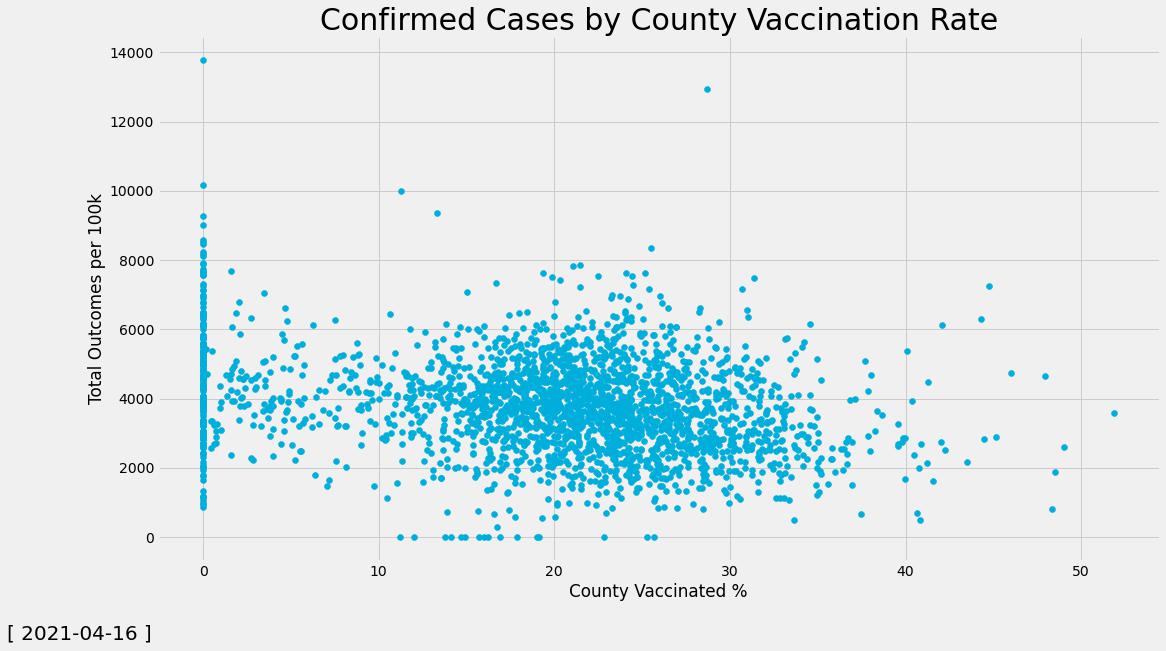 Confirmed Cases by County Vaccination Rate
14000
12000
10000
8000
6000
4000
2000
0
Total Outcomes per 100k
0 10 20 30 40 50
County Vaccinated %
[ 2021-04-16 ]